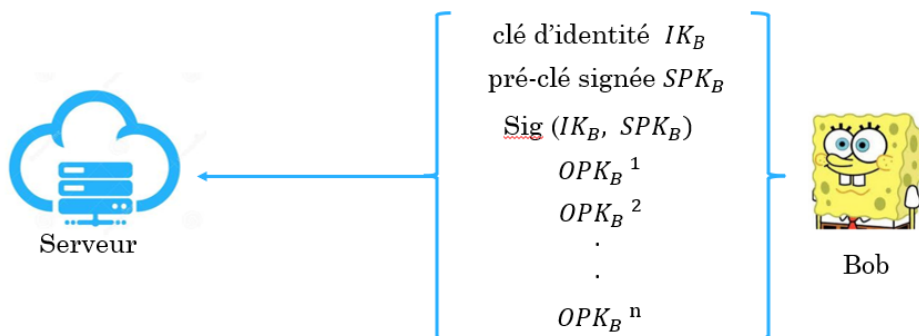 clé d'identité IK_B
pré-clé signée SPK_B
Sig (IK_B, SPK_B)
OPK_B ¹
OPK_B ²
.
.
OPK_B ⁿ
Serveur
Bob